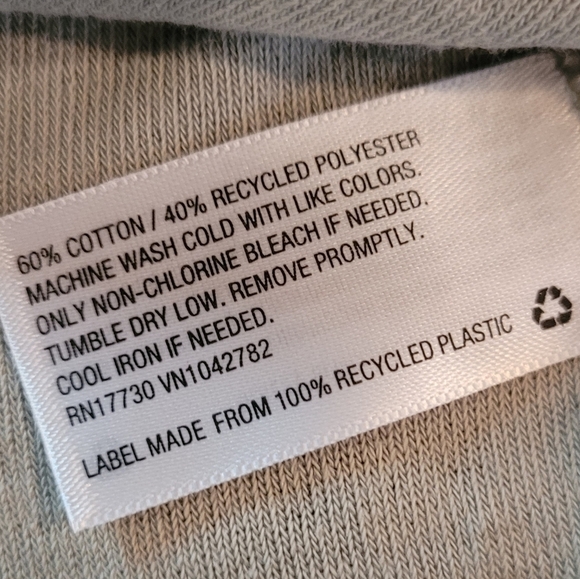 60% COTTON / 40% RECYCLED POLYESTER
MACHINE WASH COLD WITH LIKE COLORS.
ONLY NON-CHLORINE BLEACH IF NEEDED.
TUMBLE DRY LOW. REMOVE PROMPTLY.
COOL IRON IF NEEDED.
RN17730 VN1042782
LABEL MADE FROM 100% RECYCLED PLASTIC